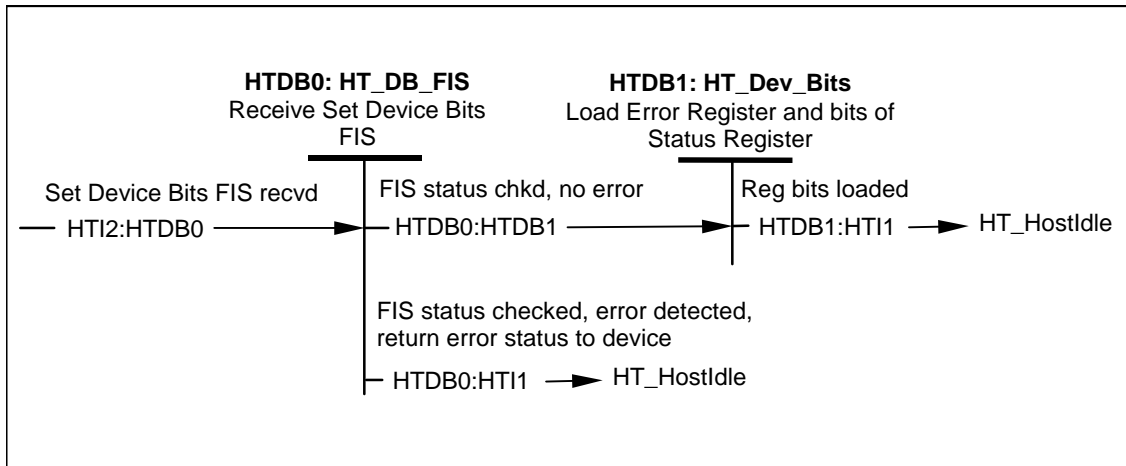 HTDB0: HT_DB_FIS
Receive Set Device Bits
FIS
HTDB1: HT_Dev_Bits
Load Error Register and bits of
Status Register
Set Device Bits FIS recvd
HTI2:HTDB0
FIS status chkd, no error
HTDB0:HTDB1
Reg bits loaded
HTDB1:HTI1
HT_HostIdle
FIS status checked, error detected,
return error status to device
HTDB0:HTI1
HT_HostIdle